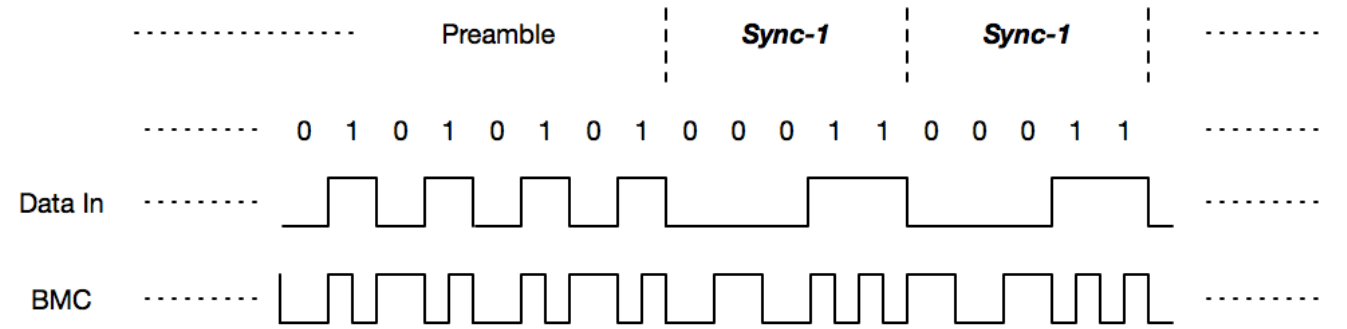 Preamble Sync-1 Sync-1
0 1 0 1 0 1 0 1 0 0 0 1 1 0 0 0 1 1
Data In
BMC